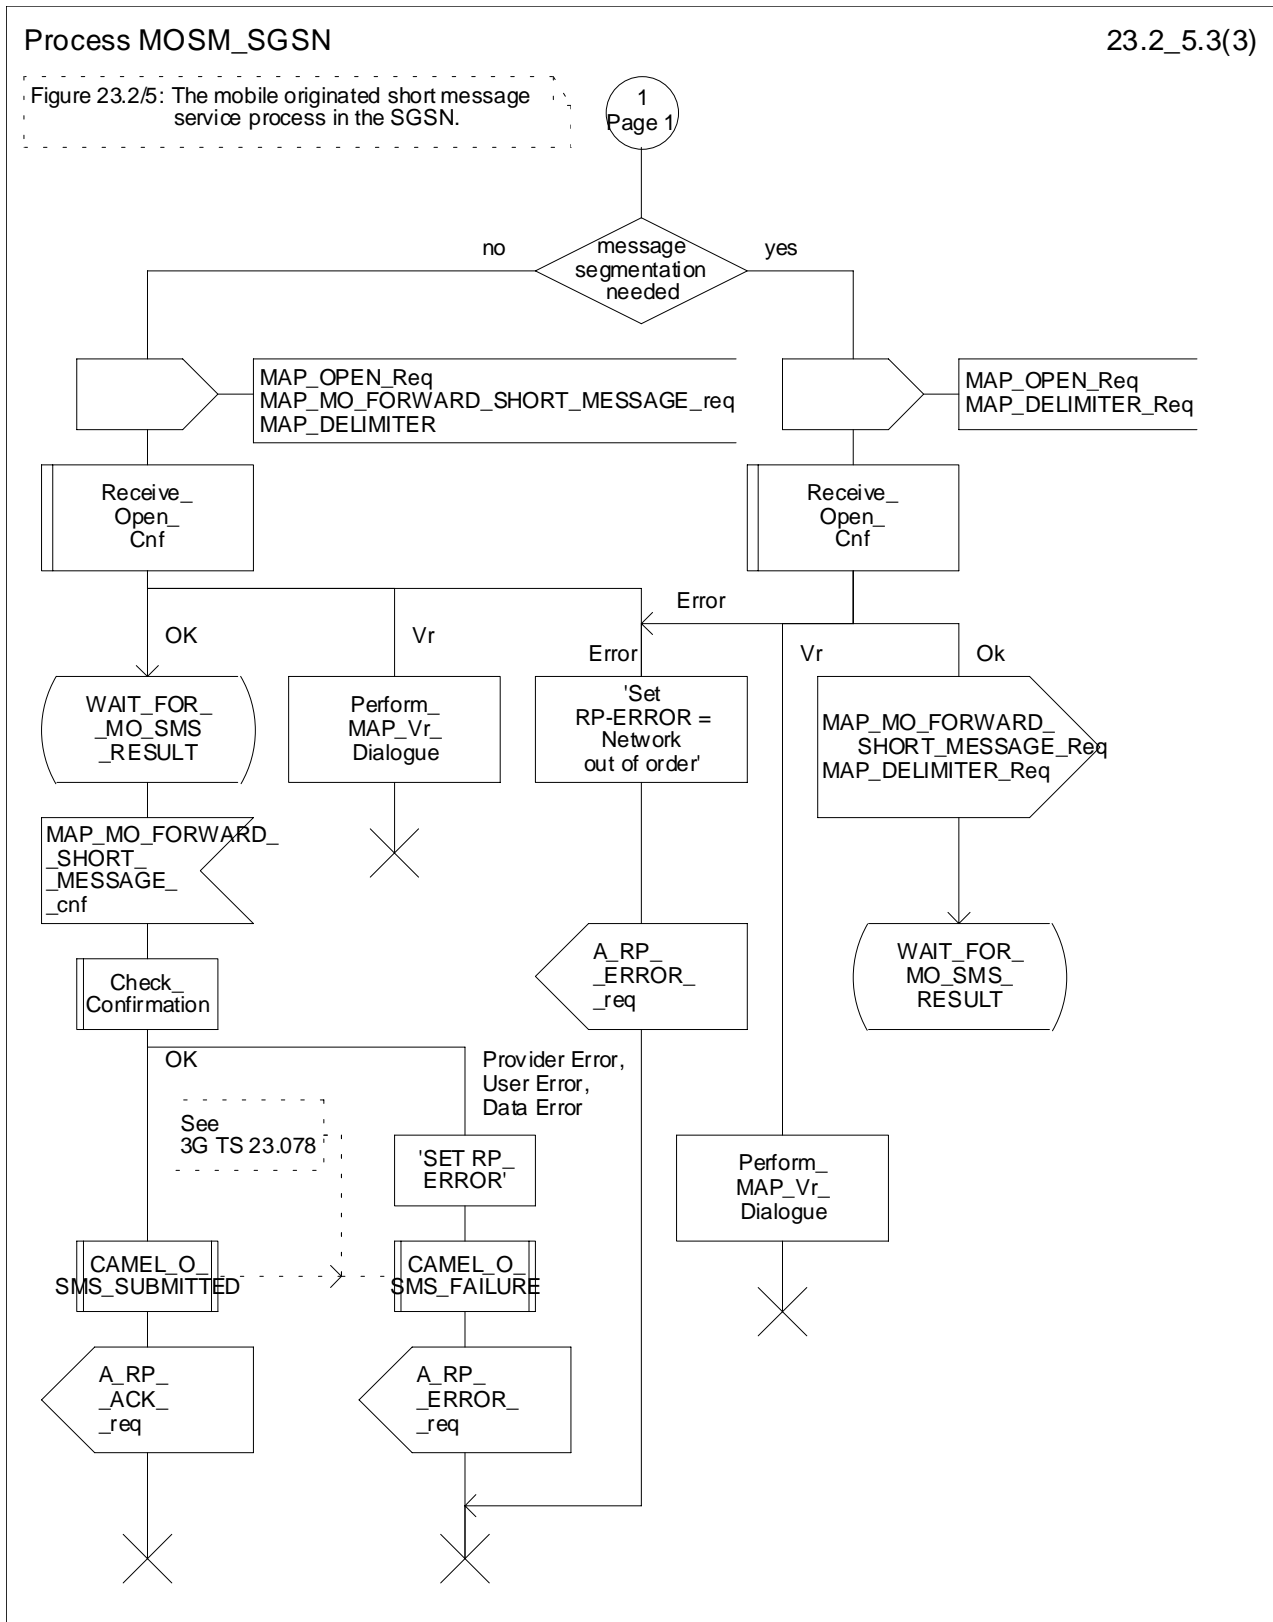 Process MOSM_SGSN
23.2_5.3(3)
Figure 23.2/5: The mobile originated short message
service process in the SGSN.
1
Page 1
no
message
segmentation
needed
yes
MAP_OPEN_Req
MAP_MO_FORWARD_SHORT_MESSAGE_req
MAP_DELIMITER
MAP_OPEN_Req
MAP_DELIMITER_Req
Receive_
Open_
Cnf
Receive_
Open_
Cnf
Error
OK
Vr
Error
Vr
Ok
WAIT_FOR_
_MO_SMS
_RESULT
Perform_
MAP_Vr_
Dialogue
'Set
RP-ERROR =
Network
out of order'
MAP_MO_FORWARD_
SHORT_MESSAGE_Req
MAP_DELIMITER_Req
MAP_MO_FORWARD_
_SHORT_
_MESSAGE_
_cnf
A_RP_
_ERROR_
_req
WAIT_FOR_
MO_SMS_
RESULT
Check_
Confirmation
OK
Provider Error,
User Error,
Data Error
See
3G TS 23.078
'SET RP_
ERROR'
Perform_
MAP_Vr_
Dialogue
CAMEL_O_
SMS_SUBMITTED
CAMEL_O_
SMS_FAILURE
A_RP_
_ACK_
_req
A_RP_
_ERROR_
_req